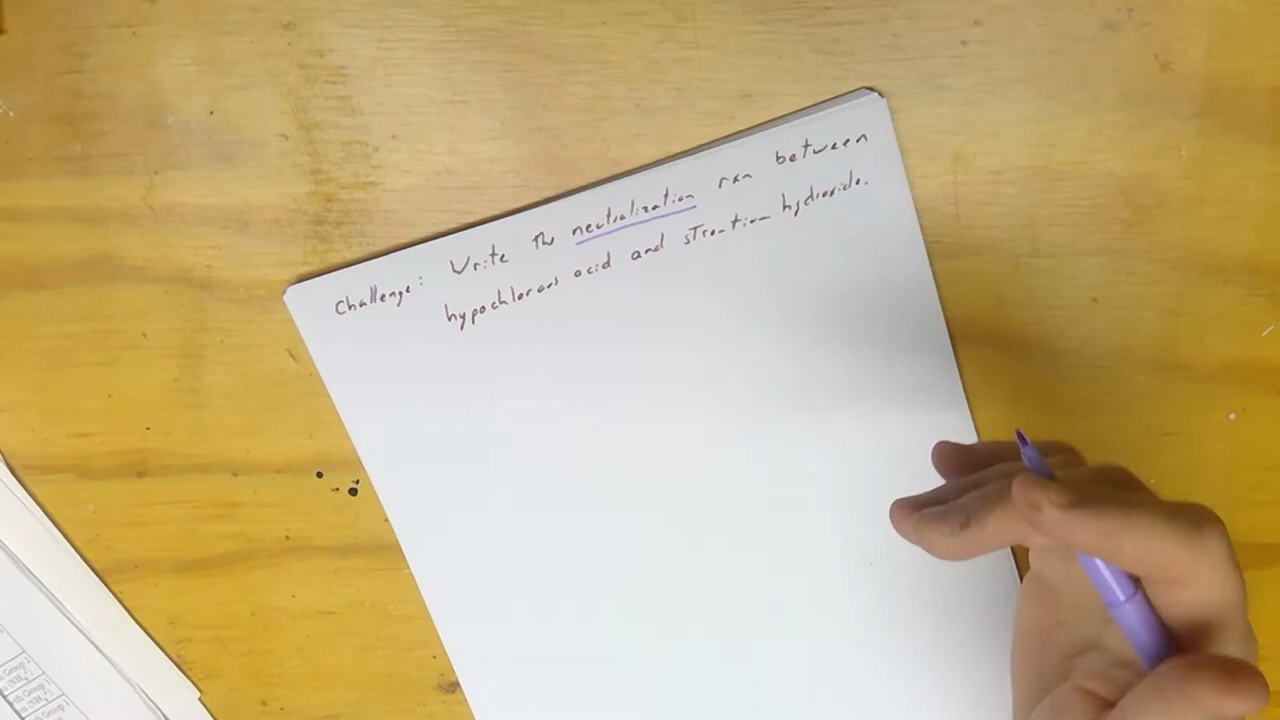 Challenge: Write the neutralization rxn between
hypochlorous acid and strontium hydroxide.